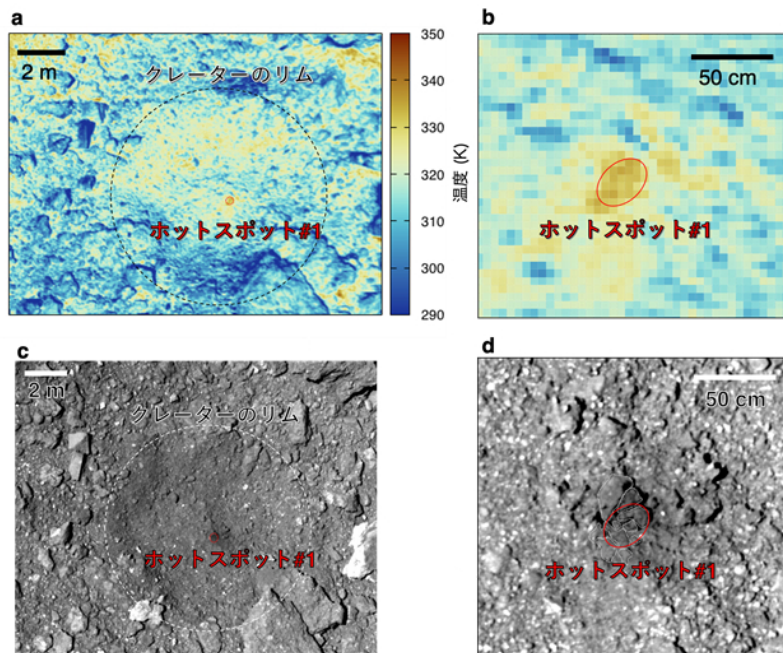 a
2 m
クレーターのリム
ホットスポット#1
350
340
330
320
310
300
290
温度 (K)
b
50 cm
ホットスポット#1
c
2 m
クレーターのリム
ホットスポット#1
d
50 cm
ホットスポット#1